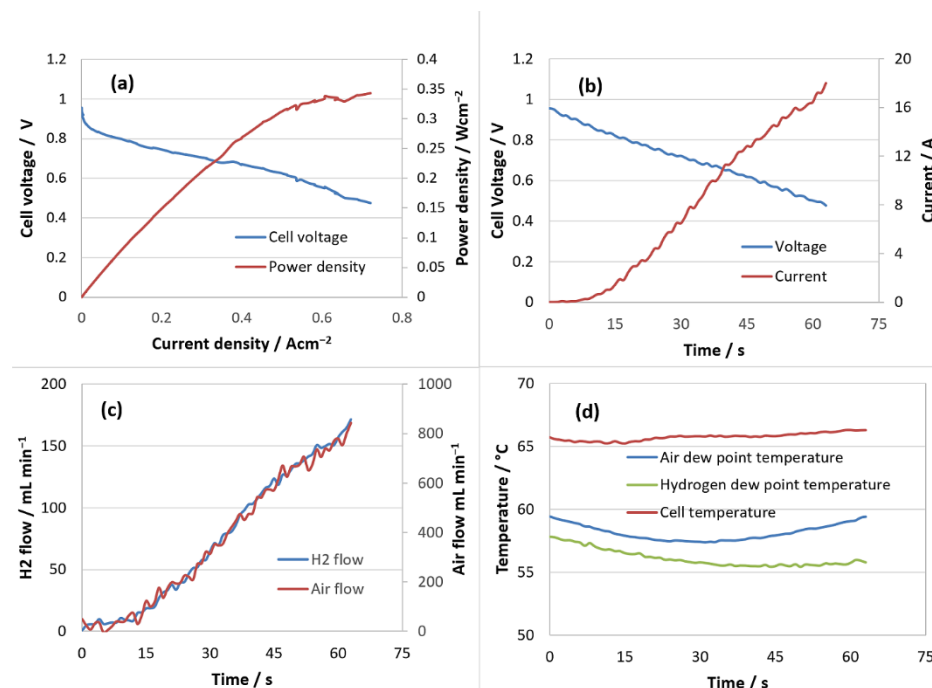 (a)
Cell voltage / V
1.2
1
0.8
0.6
0.4
0.2
0
0.4
0.35
0.3
0.25
0.2
0.15
0.1
0.05
0
Power density / Wcm⁻²
Cell voltage
Power density
0 0.2 0.4 0.6 0.8
Current density / Acm⁻²
(b)
Cell Voltage / V
1.2
1
0.8
0.6
0.4
0.2
0
20
16
12
8
4
0
Current / A
Voltage
Current
0 15 30 45 60 75
Time / s
(c)
H2 flow / mL min⁻¹
200
150
100
50
0
1000
800
600
400
200
0
Air flow mL min⁻¹
H2 flow
Air flow
0 15 30 45 60 75
Time / s
(d)
Temperature / °C
70
65
60
55
50
Air dew point temperature
Hydrogen dew point temperature
Cell temperature
0 15 30 45 60 75
Time / s